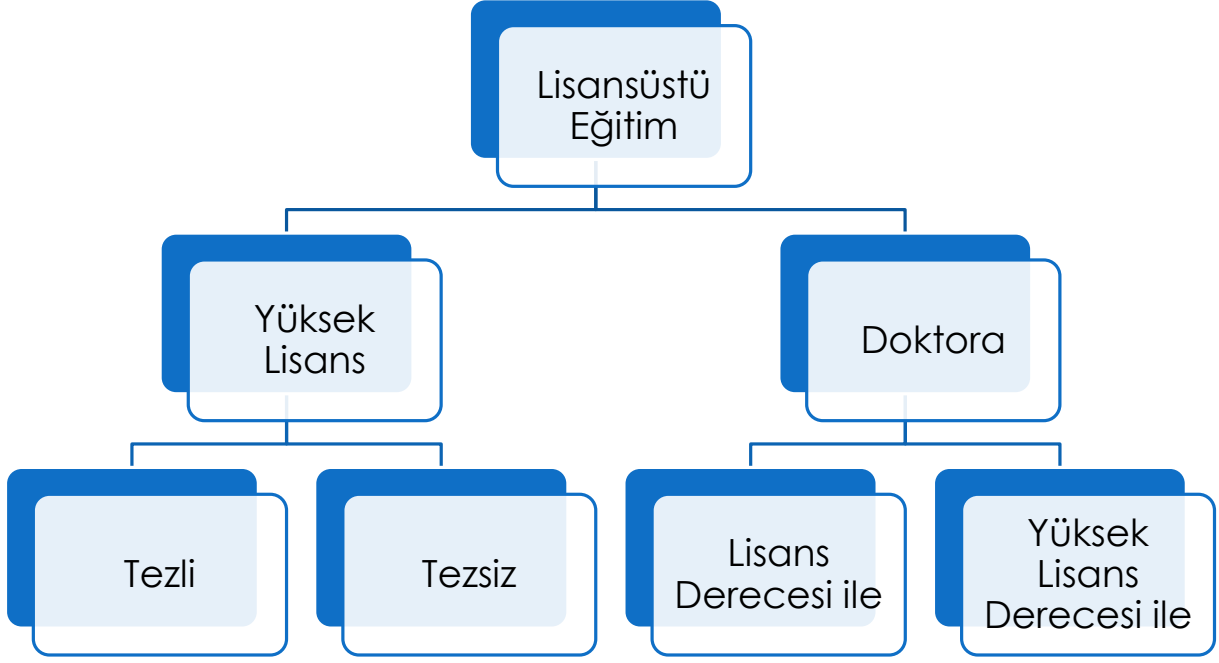 Lisansüstü
Eğitim
Yüksek
Lisans
Doktora
Tezli
Tezsiz
Lisans
Derecesi ile
Yüksek
Lisans
Derecesi ile